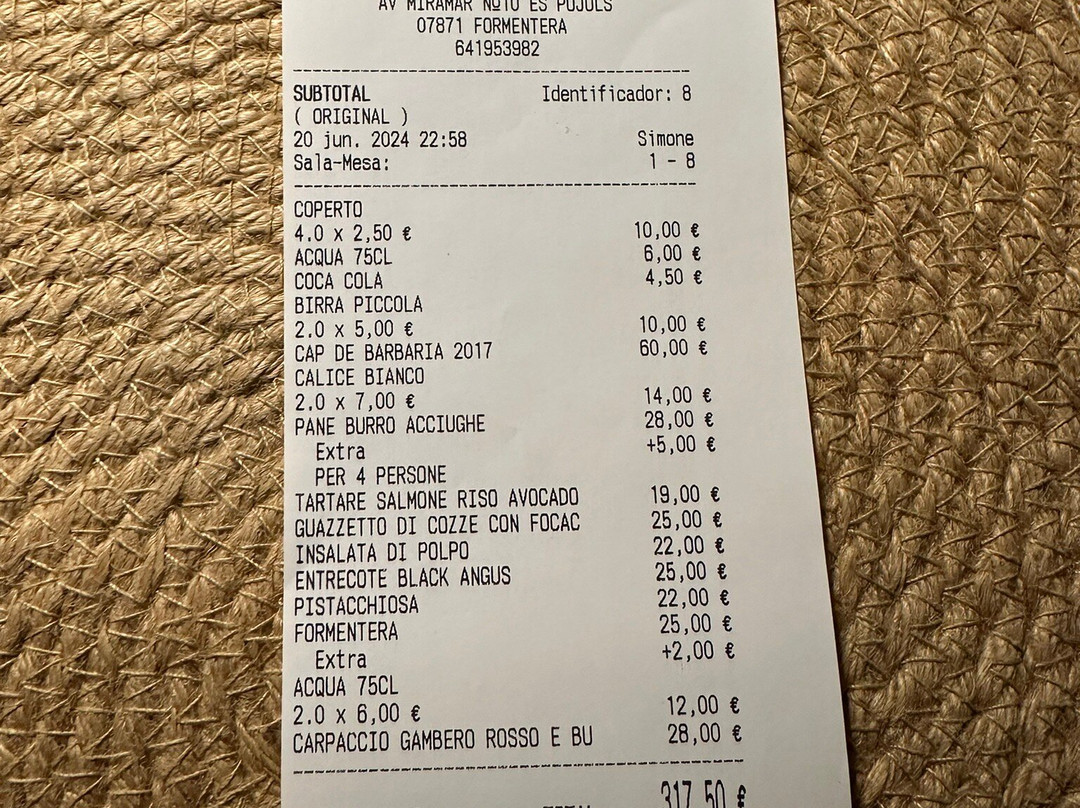 AV MIRAMAR Nº10 ES PUJOLS
07871 FORMENTERA
641953982
SUBTOTAL Identificador: 8
( ORIGINAL )
20 jun. 2024 22:58 Simone
Sala-Mesa: 1 - 8
COPERTO
4.0 x 2,50 € 10,00 €
ACQUA 75CL 6,00 €
COCA COLA 4,50 €
BIRRA PICCOLA
2.0 x 5,00 € 10,00 €
CAP DE BARBARIA 2017 60,00 €
CALICE BIANCO
2.0 x 7,00 € 14,00 €
PANE BURRO ACCIUGHE 28,00 €
Extra +5,00 €
PER 4 PERSONE
TARTARE SALMONE RISO AVOCADO 19,00 €
GUAZZETTO DI COZZE CON FOCAC 25,00 €
INSALATA DI POLPO 22,00 €
ENTRECOTE BLACK ANGUS 25,00 €
PISTACCHIOSA 22,00 €
FORMENTERA 25,00 €
Extra +2,00 €
ACQUA 75CL
2.0 x 6,00 € 12,00 €
CARPACCIO GAMBERO ROSSO E BU 28,00 €
TOTAL 317,50 €